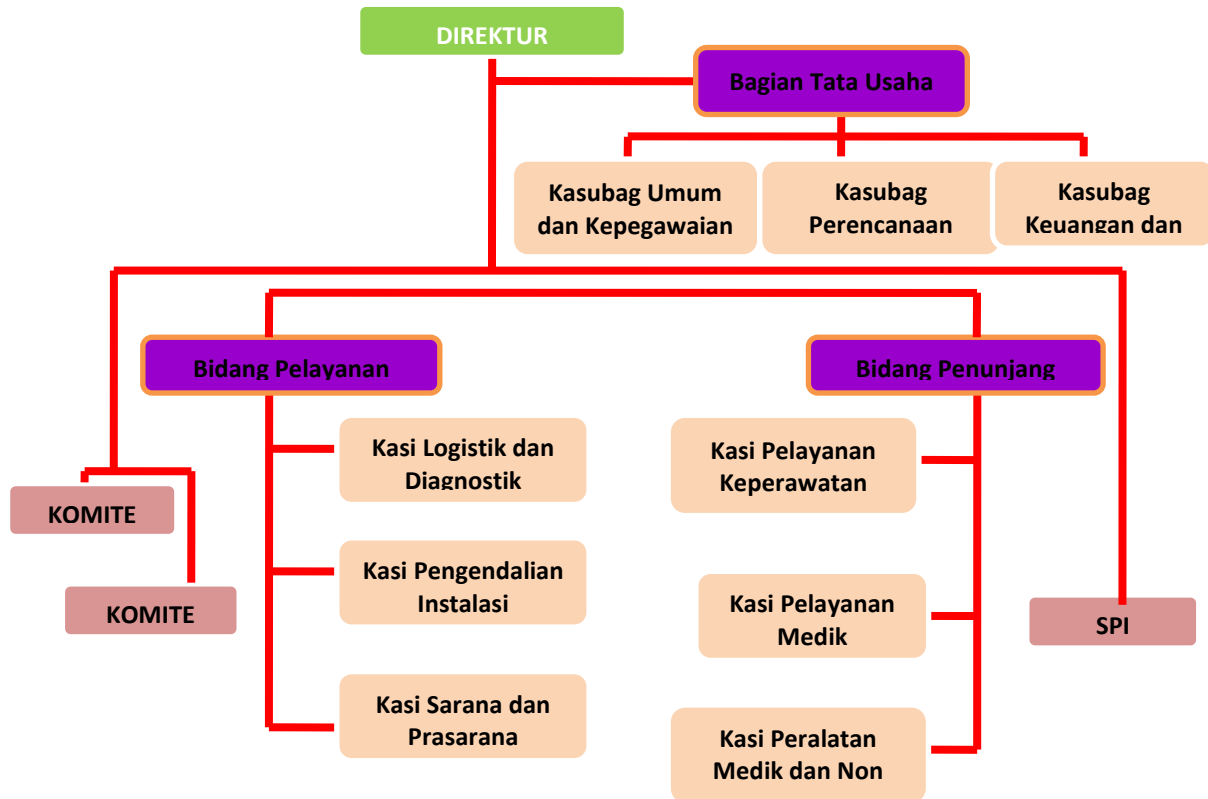 DIREKTUR
Bagian Tata Usaha
Kasubag Umum
dan Kepegawaian
Kasubag
Perencanaan
Kasubag
Keuangan dan
Bidang Pelayanan
Bidang Penunjang
Kasi Logistik dan
Diagnostik
Kasi Pelayanan
Keperawatan
KOMITE
Kasi Pengendalian
Instalasi
KOMITE
Kasi Pelayanan
Medik
SPI
Kasi Sarana dan
Prasarana
Kasi Peralatan
Medik dan Non